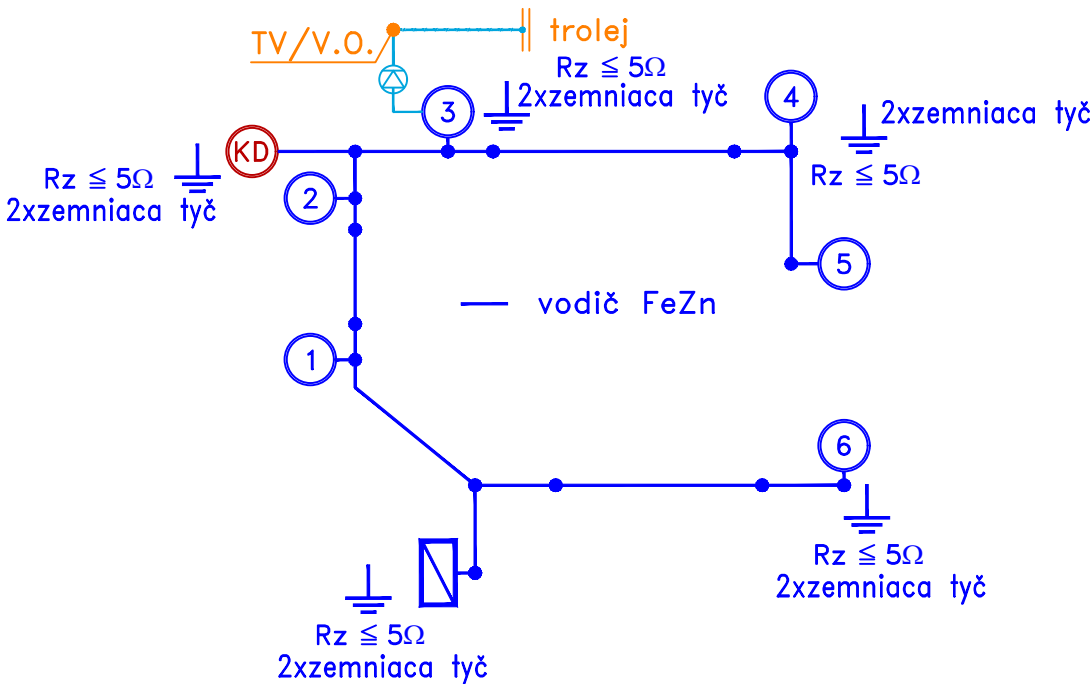 trolej
TV/V.O.
Rz ≦ 5Ω
2xzemniaca tyč
3
4
2xzemniaca tyč
KD
Rz ≦ 5Ω
Rz ≦ 5Ω
2xzemniaca tyč
2
5
vodič FeZn
1
6
Rz ≦ 5Ω
2xzemniaca tyč
Rz ≦ 5Ω
2xzemniaca tyč